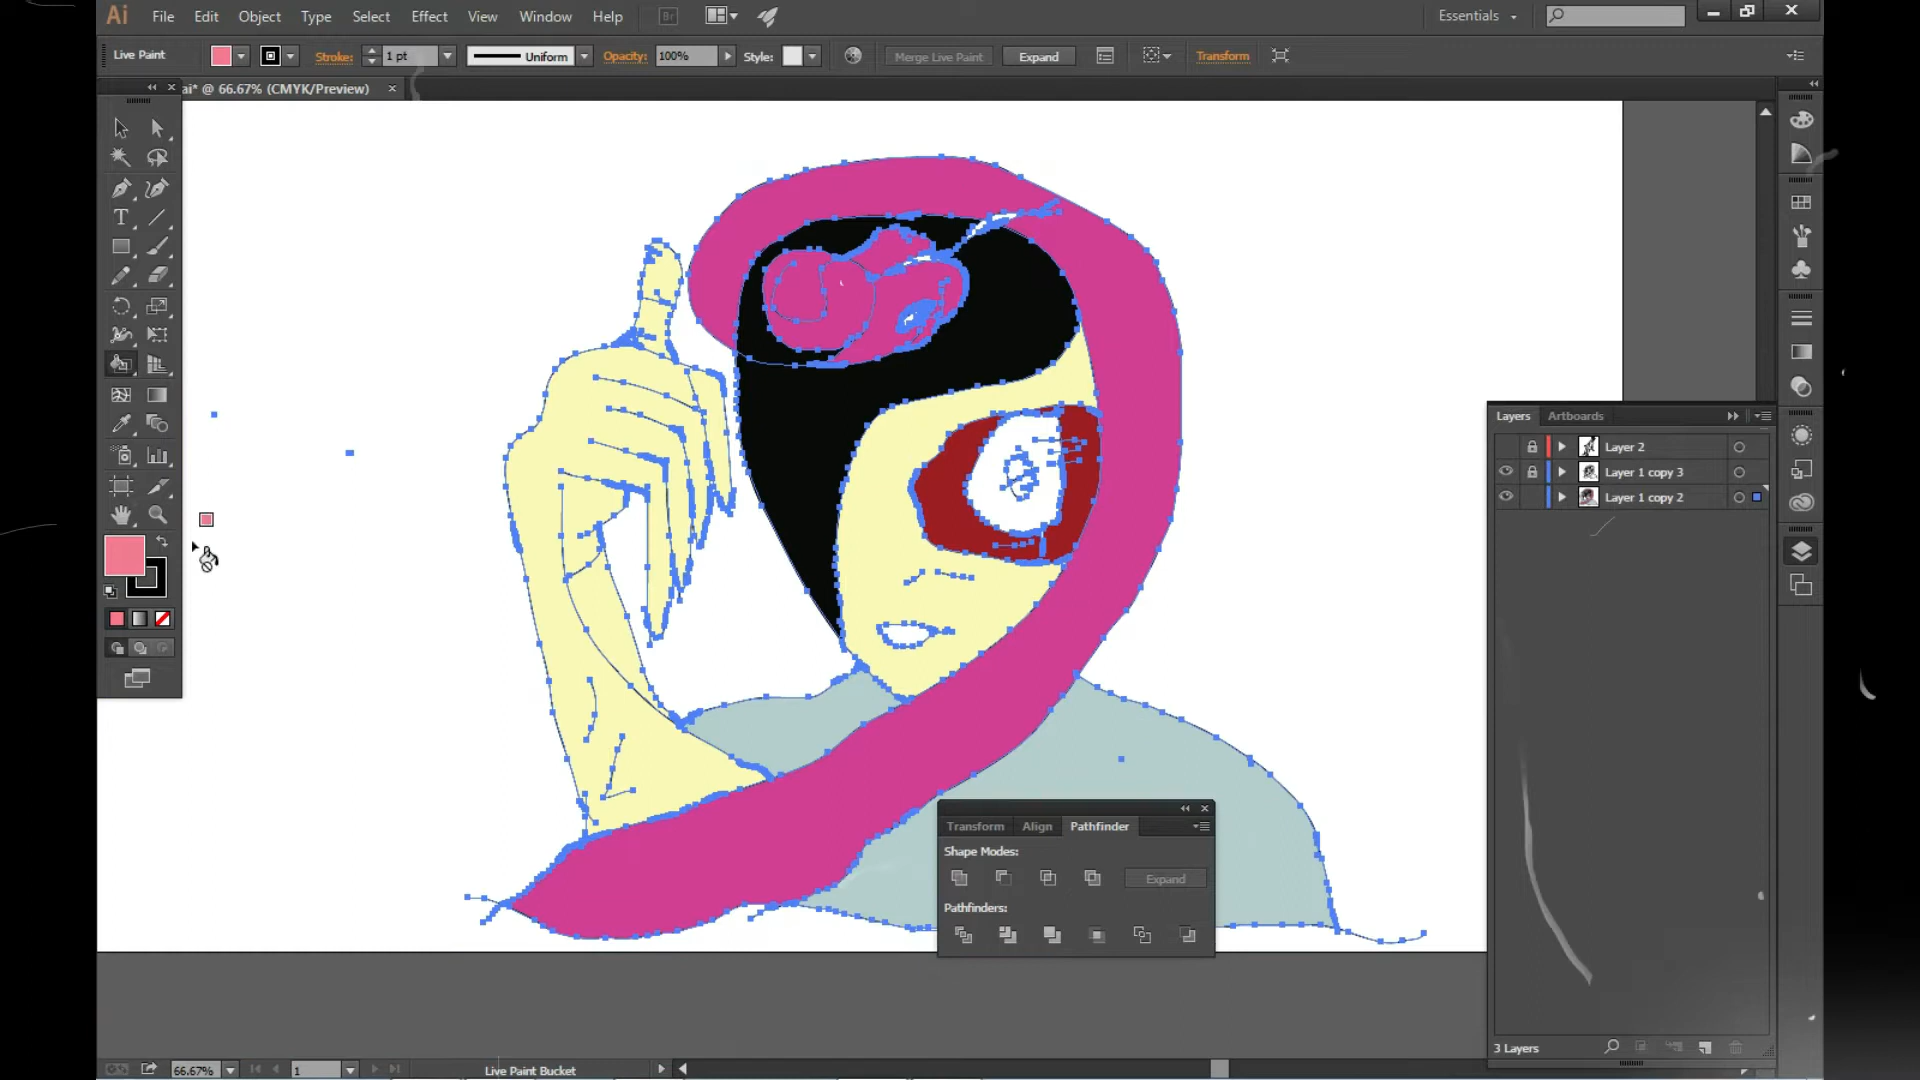 Ai File Edit Object Type Select Effect View Window Help Br Essentials
Live Paint Stroke: 1 pt Uniform Opacity: 100% Style: Merge Live Paint Expand Transform
ai* @ 66.67% (CMYK/Preview)
T
Layers Artboards
Layer 2
Layer 1 copy 3
Layer 1 copy 2
Transform Align Pathfinder
Shape Modes:
Expand
Pathfinders:
3 Layers
66.67% 1 Live Paint Bucket